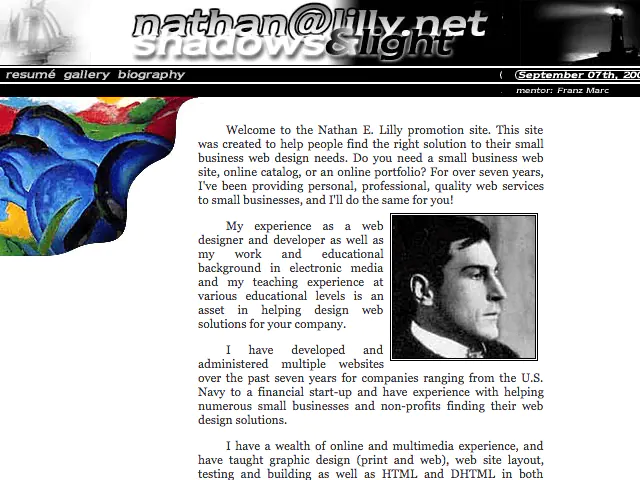 nathan@lilly.net
shadows&light
resumé gallery biography
September 07th, 200
mentor: Franz Marc
Welcome to the Nathan E. Lilly promotion site. This site
was created to help people find the right solution to their small
business web design needs. Do you need a small business web
site, online catalog, or an online portfolio? For over seven years,
I've been providing personal, professional, quality web services
to small businesses, and I'll do the same for you!
My experience as a web
designer and developer as well as
my work and educational
background in electronic media
and my teaching experience at
various educational levels is an
asset in helping design web
solutions for your company.
I have developed and
administered multiple websites
over the past seven years for companies ranging from the U.S.
Navy to a financial start-up and have experience with helping
numerous small businesses and non-profits finding their web
design solutions.
I have a wealth of online and multimedia experience, and
have taught graphic design (print and web), web site layout,
testing and building as well as HTML and DHTML in both